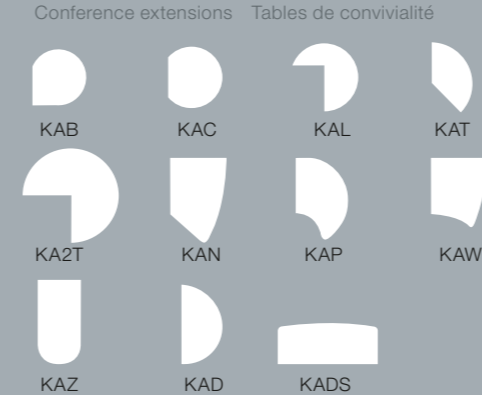 Conference extensions Tables de convivialité
KAB KAC KAL KAT
KA2T KAN KAP KAW
KAZ KAD KADS